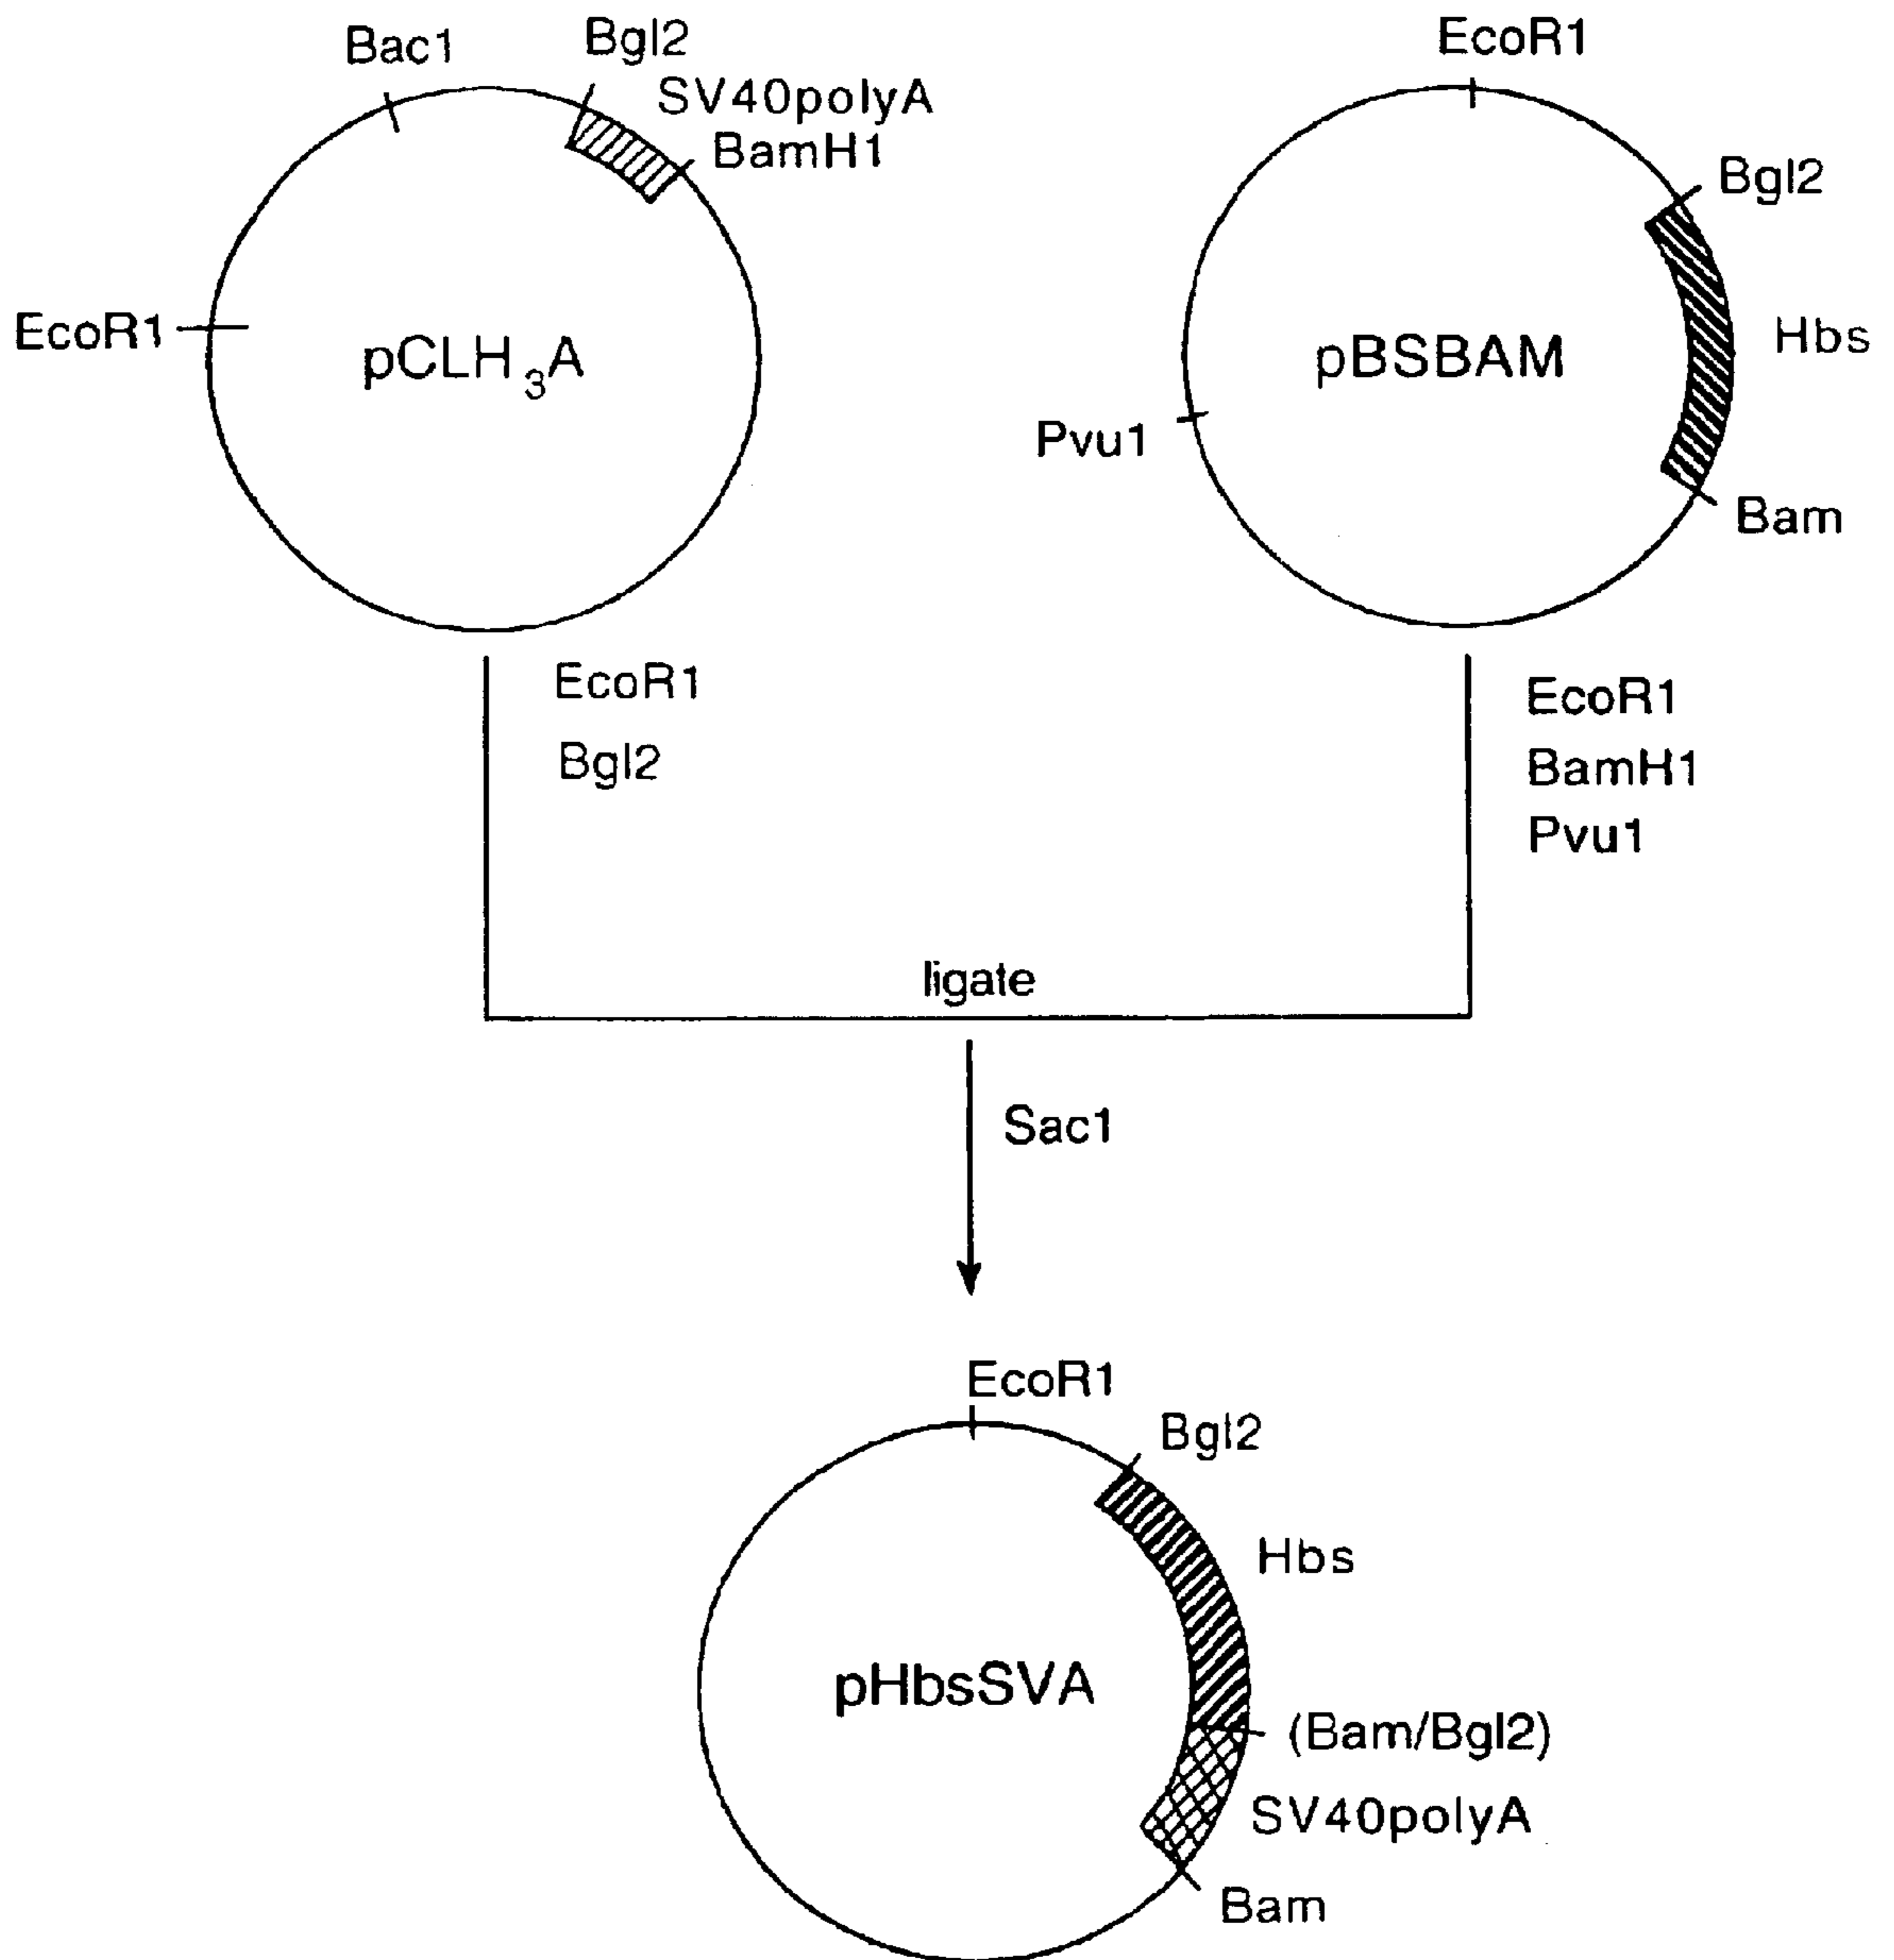 Bac1
Bgl2
SV40polyA
BamH1
EcoR1
pCLH₃A
EcoR1
Bgl2
Hbs
pBSBAM
Pvu1
Bam
EcoR1
Bgl2
EcoR1
BamH1
Pvu1
ligate
Sac1
EcoR1
Bgl2
Hbs
pHbsSVA
(Bam/Bgl2)
SV40polyA
Bam